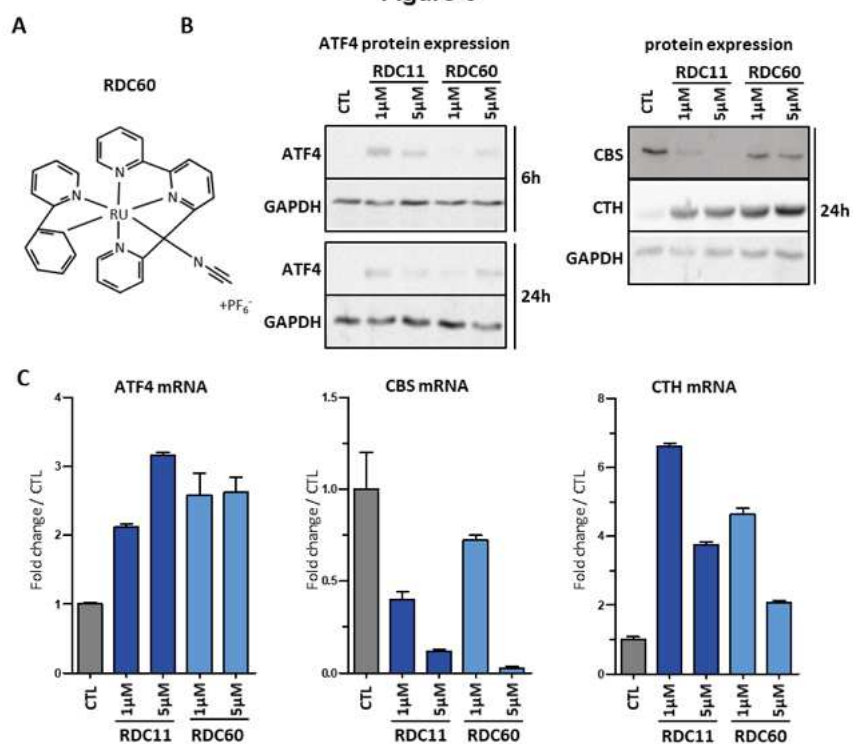 A
B
RDC60
N
N
N
RU
N
N
+PF6-
ATF4 protein expression
RDC11 RDC60
CTL 1μM 5μM 1μM 5μM
ATF4
GAPDH
6h
ATF4
GAPDH
24h
protein expression
RDC11 RDC60
CTL 1μM 5μM 1μM 5μM
CBS
CTH
GAPDH
24h
C
ATF4 mRNA
Fold change / CTL
4
3
2
1
0
CTL 1μM 5μM 1μM 5μM
RDC11 RDC60
CBS mRNA
Fold change / CTL
1.5
1.0
0.5
0.0
CTL 1μM 5μM 1μM 5μM
RDC11 RDC60
CTH mRNA
Fold change / CTL
8
6
4
2
0
CTL 1μM 5μM 1μM 5μM
RDC11 RDC60